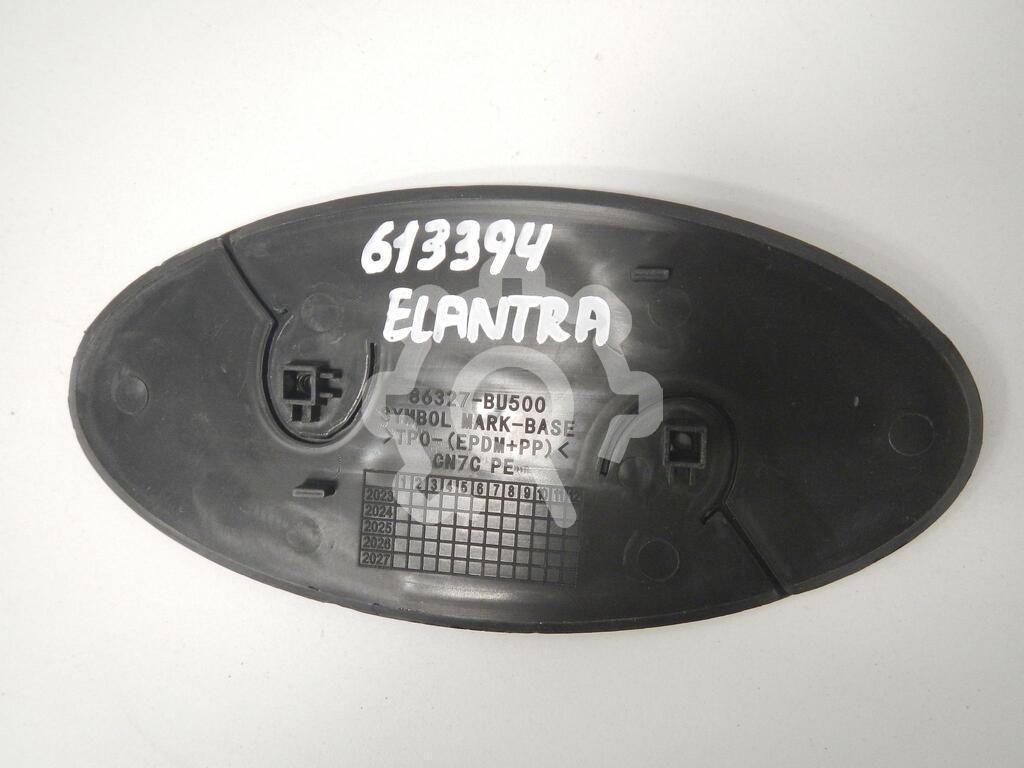 613394
ELANTRA
86327-BU500
SYMBOL MARK-BASE
>TPO-(EPDM+PP)<
CN7C PE
1 2 3 4 5 6 7 8 9 10 11 12
2023
2024
2025
2026
2027